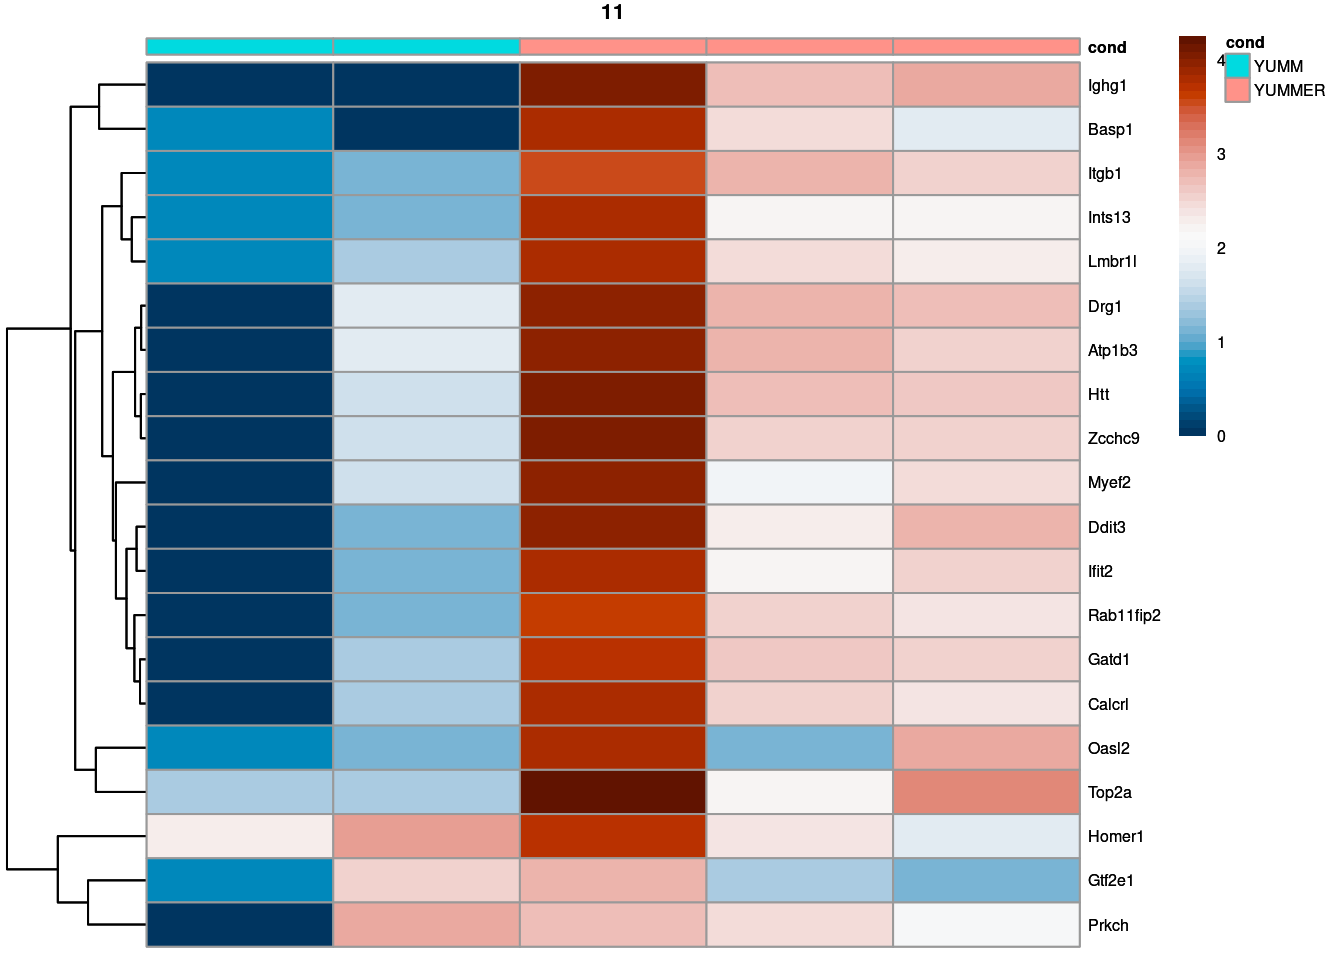 11
cond
Ighg1
Basp1
Itgb1
Ints13
Lmbr1l
Drg1
Atp1b3
Htt
Zcchc9
Myef2
Ddit3
Ifit2
Rab11fip2
Gatd1
Calcrl
Oasl2
Top2a
Homer1
Gtf2e1
Prkch
4
3
2
1
0
cond
YUMM
YUMMER